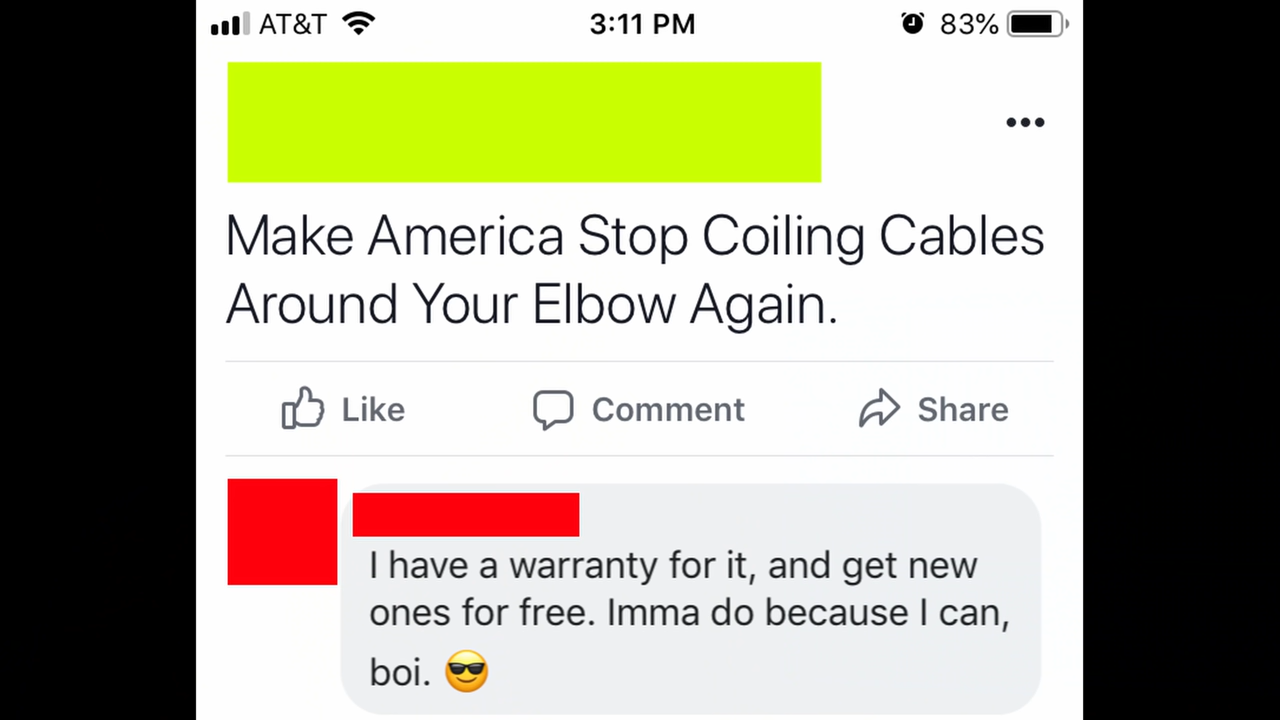 AT&T 3:11 PM 83%
Make America Stop Coiling Cables
Around Your Elbow Again.
Like Comment Share
I have a warranty for it, and get new
ones for free. Imma do because I can,
boi. 😎